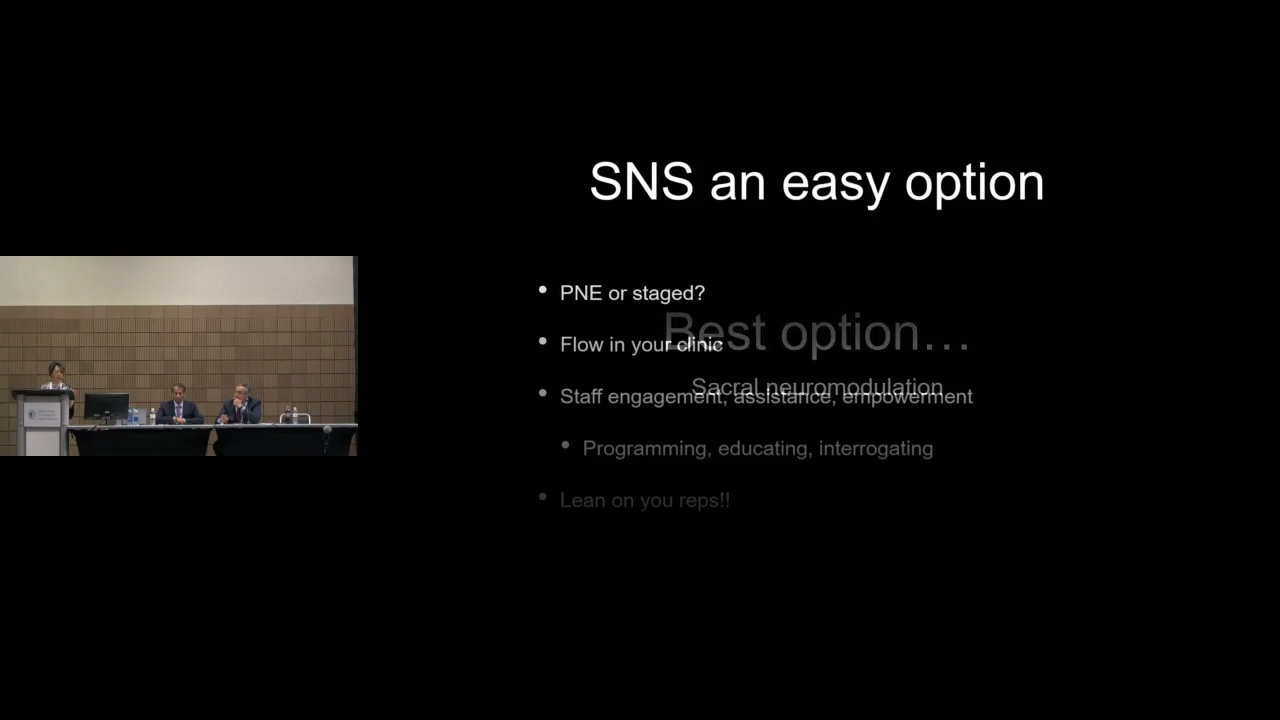 SNS an easy option
• PNE or staged?
Best option…
• Flow in your clinic
Sacral neuromodulation
• Staff engagement, assistance, empowerment
• Programming, educating, interrogating
• Lean on you reps!!